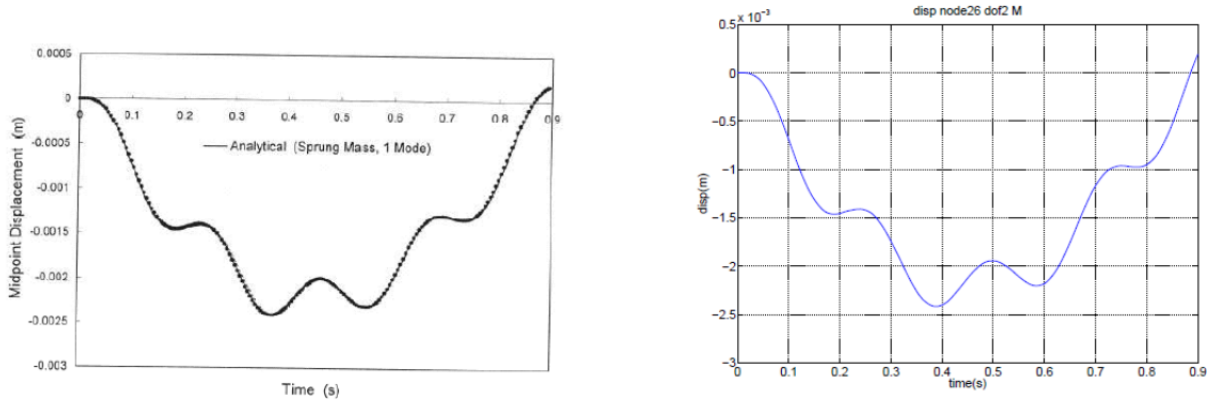 0.0005
0
-0.0005
-0.001
-0.0015
-0.002
-0.0025
-0.003
0 0.1 0.2 0.3 0.4 0.5 0.6 0.7 0.8 0.9
Analytical (Sprung Mass, 1 Mode)
Midpoint Displacement (m)
Time (s)
disp node26 dof2 M
.5 x 10⁻³
0
−0.5
−1
−1.5
−2
−2.5
−3
0 0.1 0.2 0.3 0.4 0.5 0.6 0.7 0.8 0.9
disp(m)
time(s)